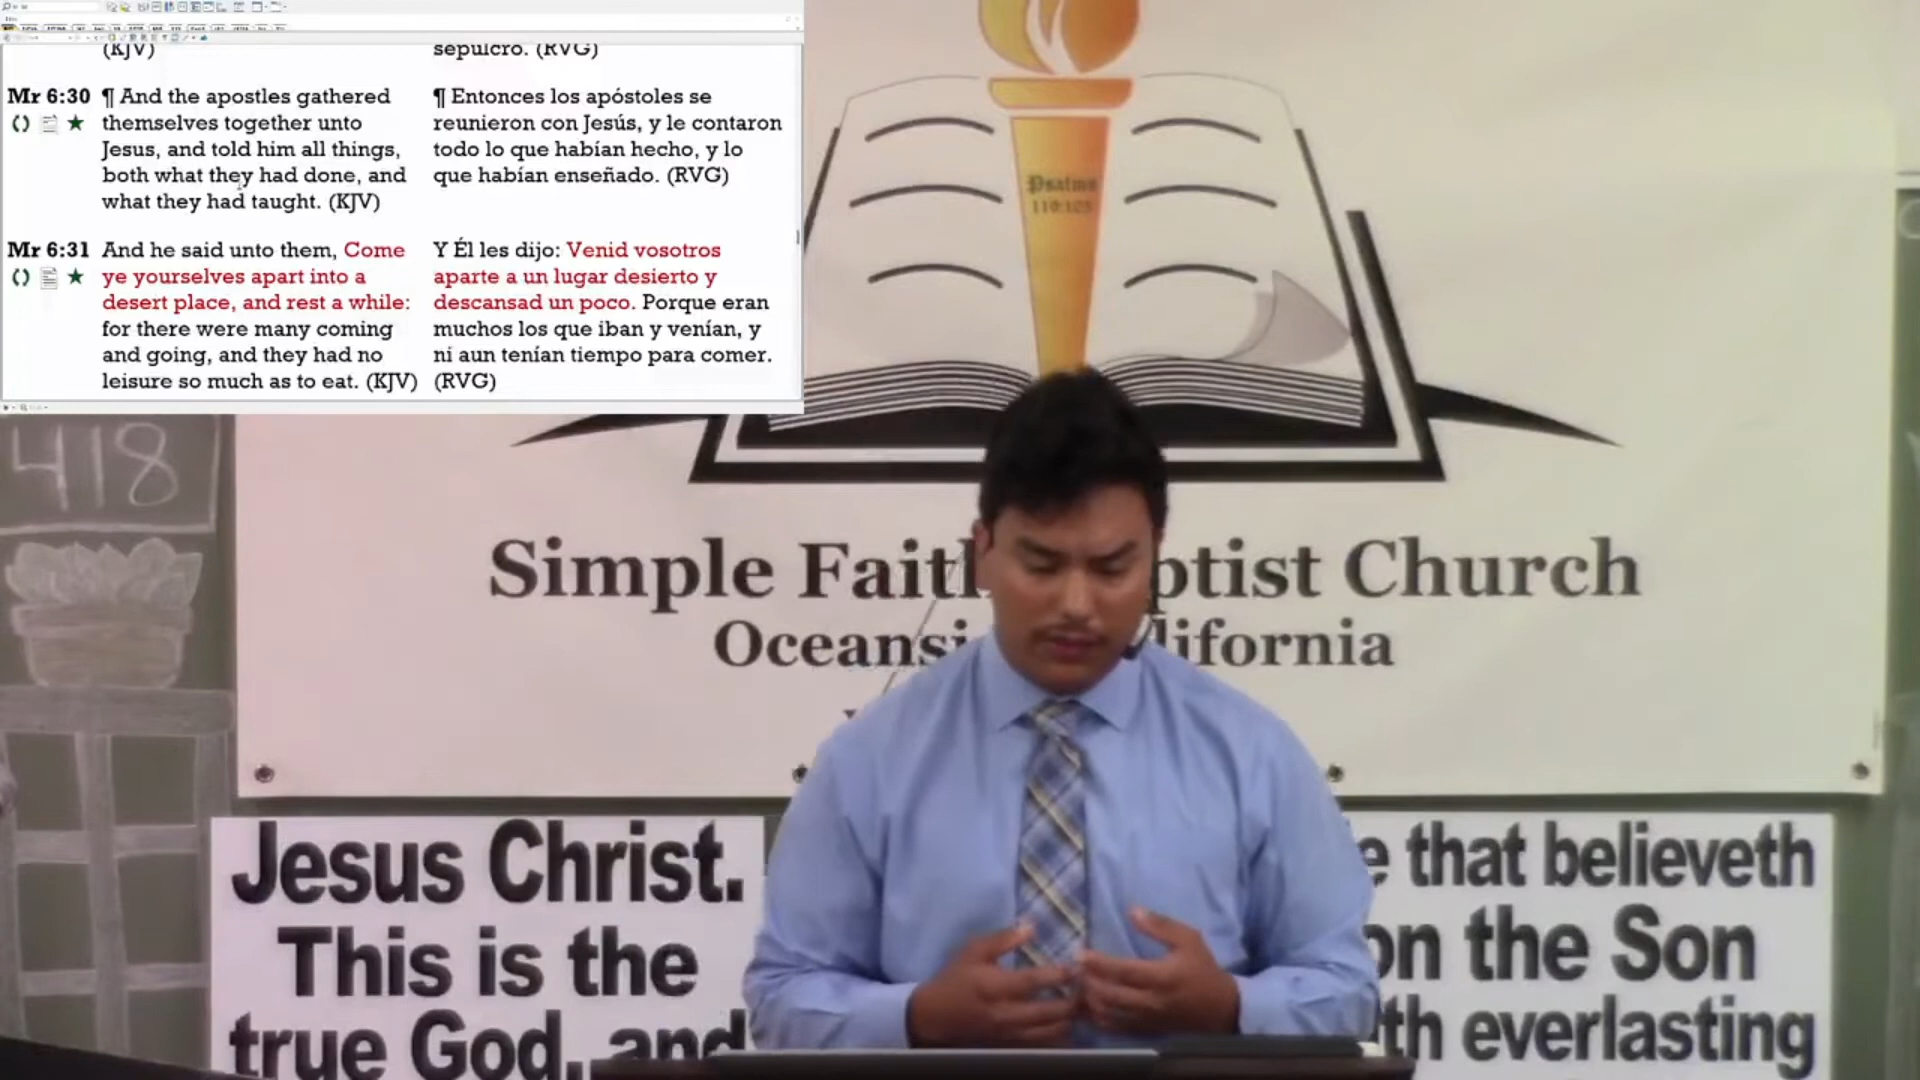 (KJV)
sepulcro. (RVG)
Mr 6:30
¶ And the apostles gathered
themselves together unto
Jesus, and told him all things,
both what they had done, and
what they had taught. (KJV)
¶ Entonces los apóstoles se
reunieron con Jesús, y le contaron
todo lo que habían hecho, y lo
que habían enseñado. (RVG)
Mr 6:31
And he said unto them, Come
ye yourselves apart into a
desert place, and rest a while:
for there were many coming
and going, and they had no
leisure so much as to eat. (KJV)
Y Él les dijo: Venid vosotros
aparte a un lugar desierto y
descansad un poco. Porque eran
muchos los que iban y venían, y
ni aun tenían tiempo para comer.
(RVG)
Psalms
119:125
418
Simple Fait ptist Church
Oceansi lifornia
Jesus Christ.
This is the
true God, and
e that believeth
on the Son
th everlasting